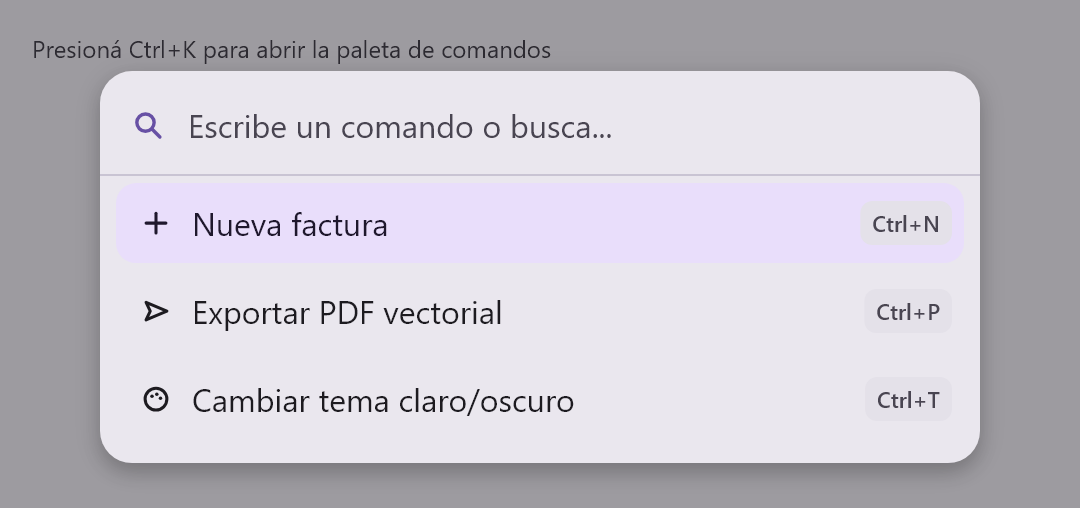 Presioná Ctrl+K para abrir la paleta de comandos
Escribe un comando o busca...
Nueva factura Ctrl+N
Exportar PDF vectorial Ctrl+P
Cambiar tema claro/oscuro Ctrl+T